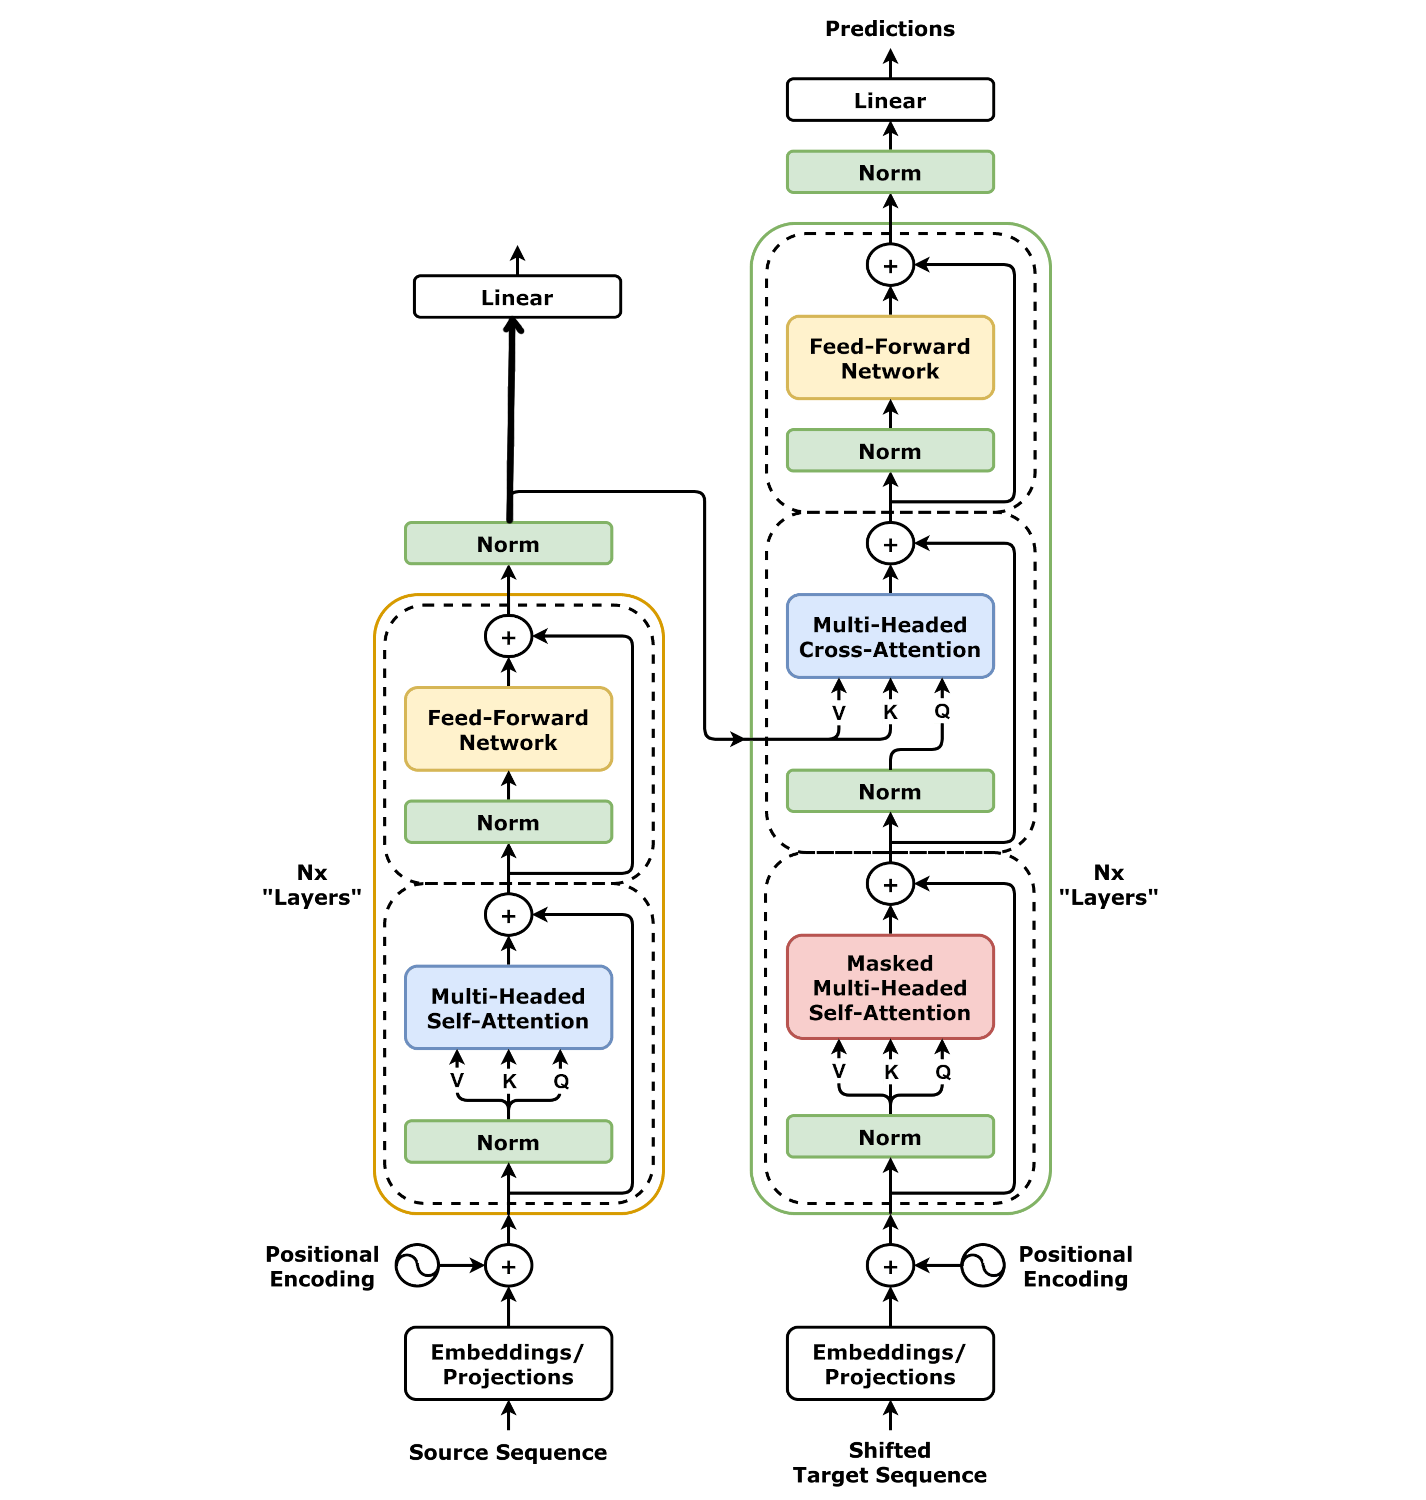 Predictions
Linear
Norm
Feed-Forward
Network
Norm
Multi-Headed
Cross-Attention
V K Q
Norm
Masked
Multi-Headed
Self-Attention
V K Q
Norm
Nx
"Layers"
Positional
Encoding
Embeddings/
Projections
Shifted
Target Sequence
Linear
Norm
Feed-Forward
Network
Norm
Multi-Headed
Self-Attention
V K Q
Norm
Nx
"Layers"
Positional
Encoding
Embeddings/
Projections
Source Sequence